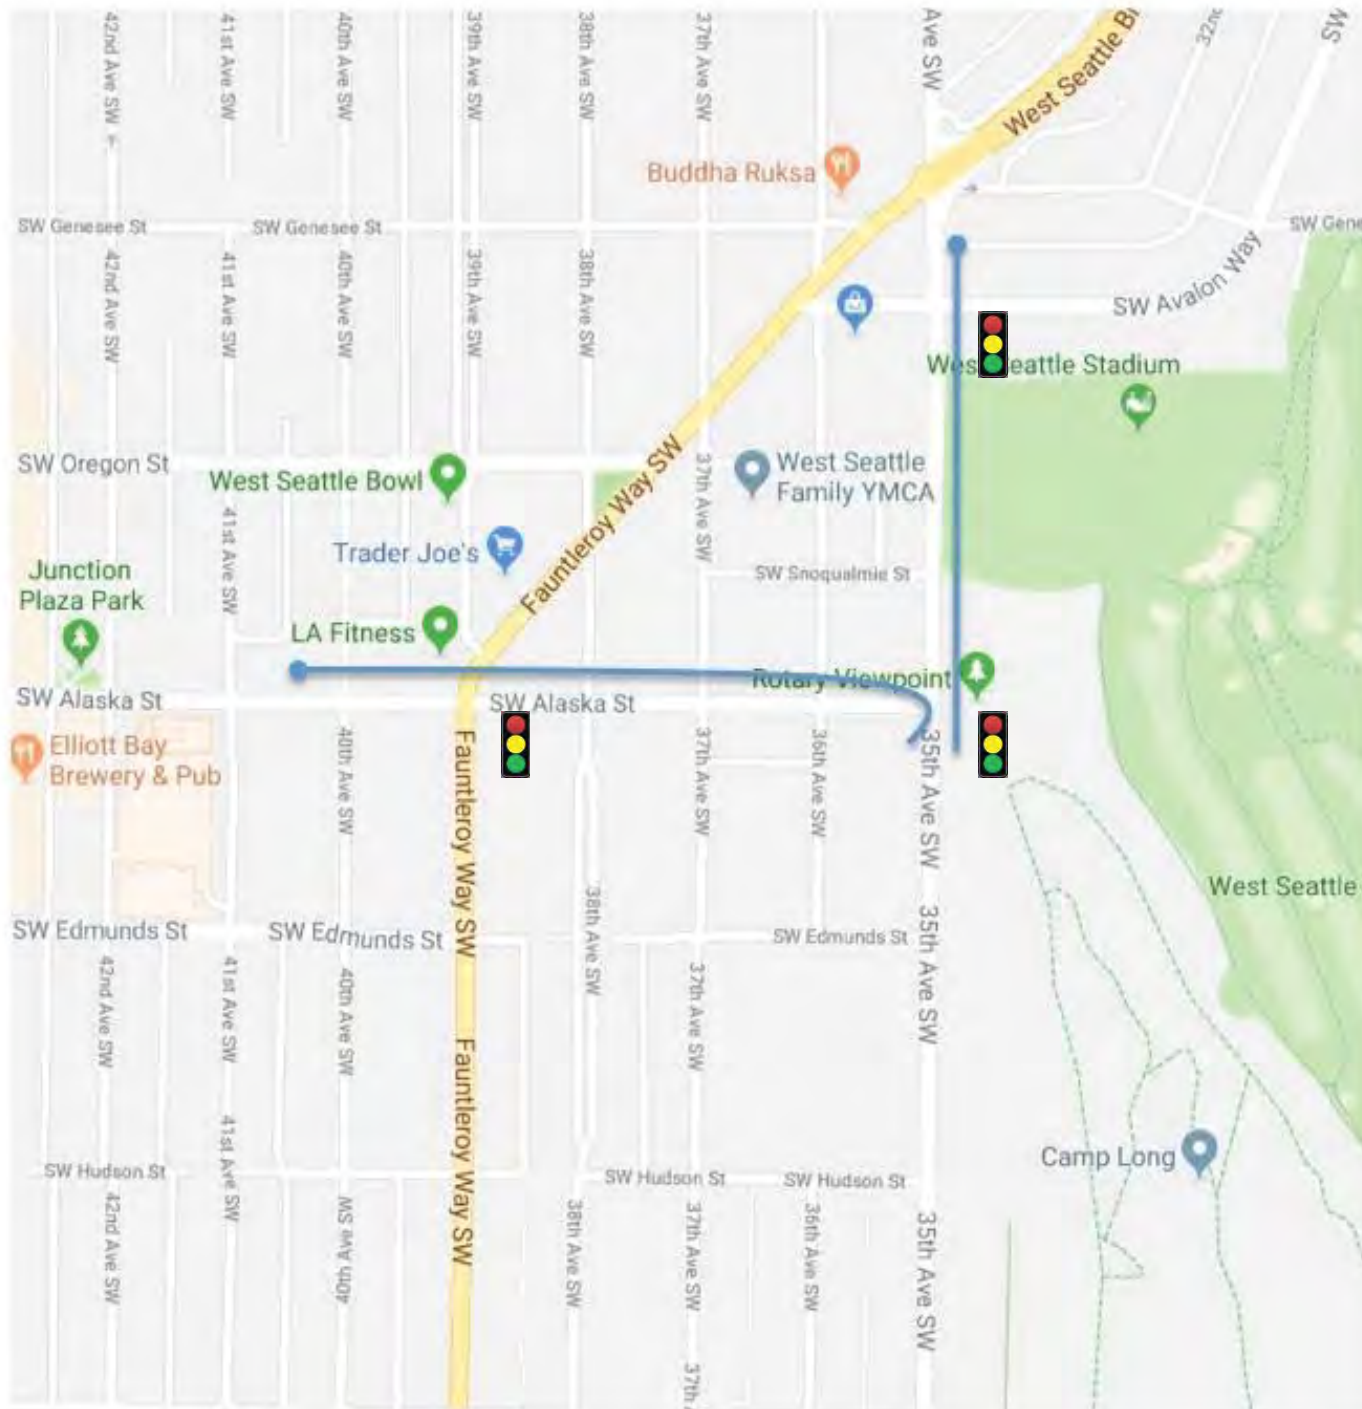 42nd Ave SW
41st Ave SW
40th Ave SW
39th Ave SW
38th Ave SW
37th Ave SW
Ave SW
West Seattle Bri
32nd
SW
Buddha Ruksa
SW Genesee St
SW Genesee St
SW Gene
42nd Ave SW
41st Ave SW
40th Ave SW
39th Ave SW
38th Ave SW
SW Avalon Way
West Seattle Stadium
SW Oregon St
West Seattle Bowl
Fauntleroy Way SW
37th Ave SW
West Seattle
Family YMCA
41st Ave SW
Trader Joe's
SW Snoqualmie St
Junction
Plaza Park
LA Fitness
Rotary Viewpoint
SW Alaska St
SW Alaska St
Elliott Bay
Brewery & Pub
40th Ave SW
Fauntleroy Way SW
37th Ave SW
36th Ave SW
35th Ave SW
West Seattle
38th Ave SW
35th Ave SW
SW Edmunds St
SW Edmunds St
SW Edmunds St
42nd Ave SW
41st Ave SW
40th Ave SW
37th Ave SW
Fauntleroy Way SW
41st Ave SW
Camp Long
SW Hudson St
SW Hudson St
SW Hudson St
42nd Ave SW
40th Ave SW
38th Ave SW
37th Ave SW
36th Ave SW
35th Ave SW
37th